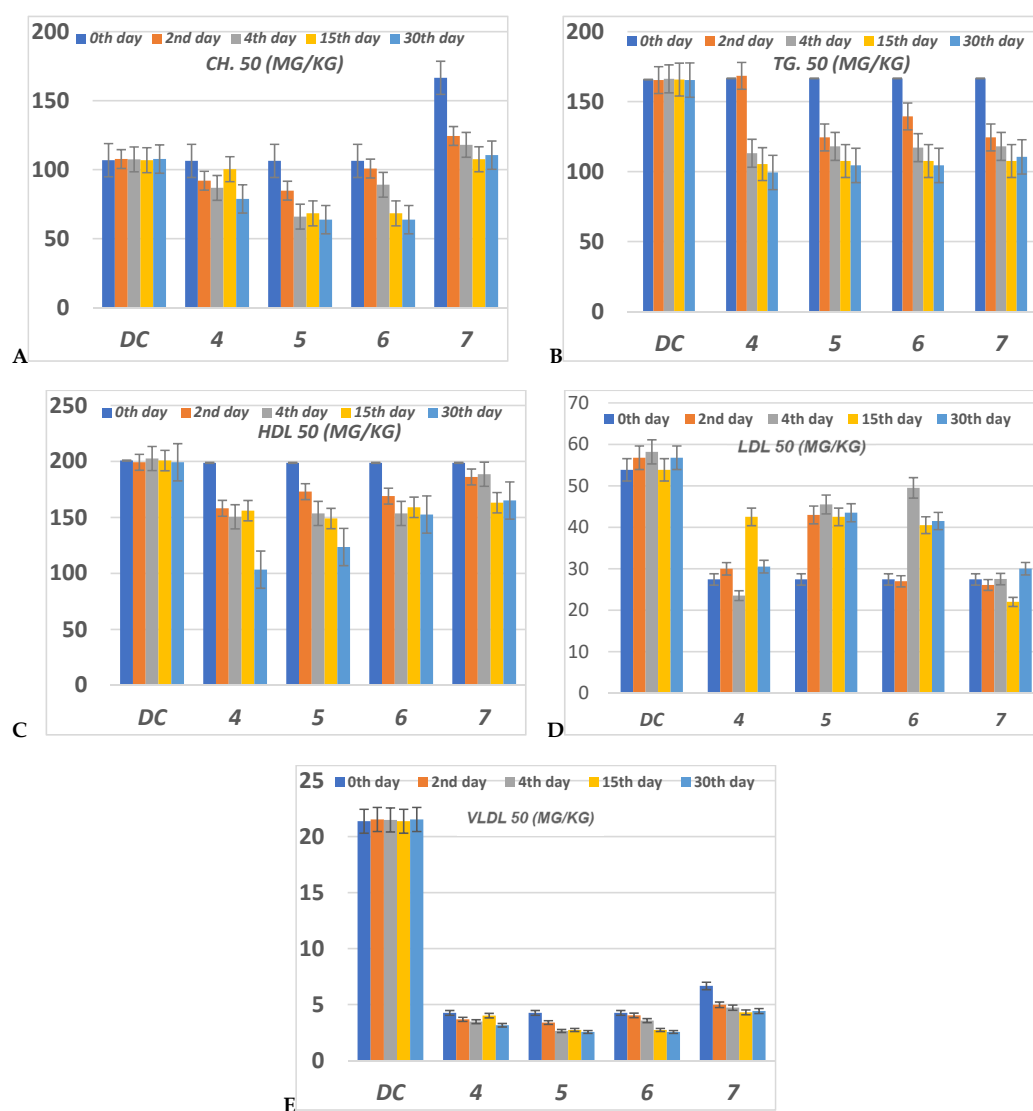 200
0th day 2nd day 4th day 15th day 30th day
CH. 50 (MG/KG)
150
100
50
0
DC 4 5 6 7
A
200
0th day 2nd day 4th day 15th day 30th day
TG. 50 (MG/KG)
150
100
50
0
DC 4 5 6 7
B
250
0th day 2nd day 4th day 15th day 30th day
HDL 50 (MG/KG)
200
150
100
50
0
DC 4 5 6 7
C
70
0th day 2nd day 4th day 15th day 30th day
60
LDL 50 (MG/KG)
50
40
30
20
10
0
DC 4 5 6 7
D
25
0th day 2nd day 4th day 15th day 30th day
VLDL 50 (MG/KG)
20
15
10
5
0
DC 4 5 6 7
E